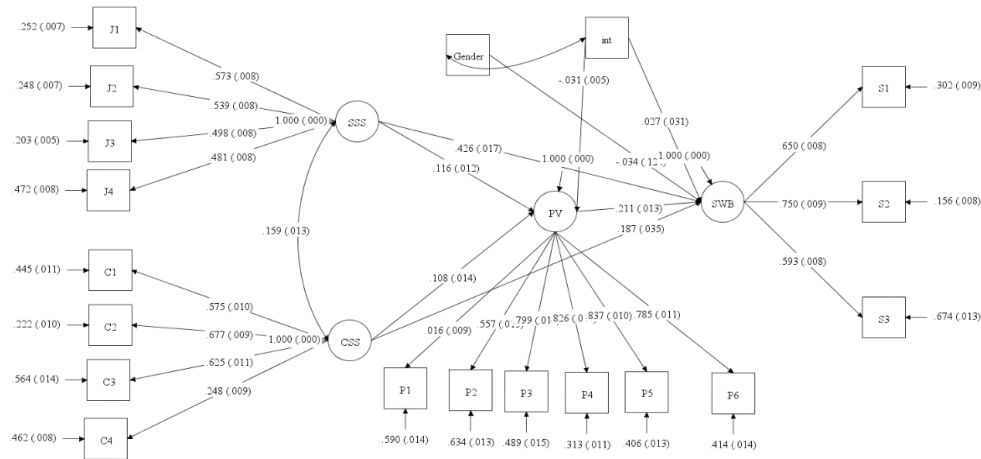 .252 (.007)
J1
.248 (.007)
J2
.203 (.005)
J3
.472 (.008)
J4
.573 (.008)
.539 (.008)
.498 (.008)
.481 (.008)
1.000 (.000)
SSS
Gender
int
-.031 (.005)
.027 (.031)
.426 (.017)
.116 (.012)
1.000 (.000)
-.034
1.000 (.000)
PV
.211 (.013)
SWB
.187 (.035)
.650 (.008)
.750 (.009)
.593 (.008)
S1
.302 (.009)
S2
.156 (.008)
S3
.674 (.013)
.159 (.013)
.445 (.011)
C1
.222 (.010)
C2
.564 (.014)
C3
.462 (.008)
C4
.575 (.010)
.677 (.009)
1.000 (.000)
.625 (.011)
.248 (.009)
CSS
.108 (.014)
.016 (.009)
.557
.799
.826
.837 (.010)
.785 (.011)
P1
P2
P3
P4
P5
P6
.590 (.014)
.634 (.013)
.489 (.015)
.313 (.011)
.406 (.013)
.414 (.014)